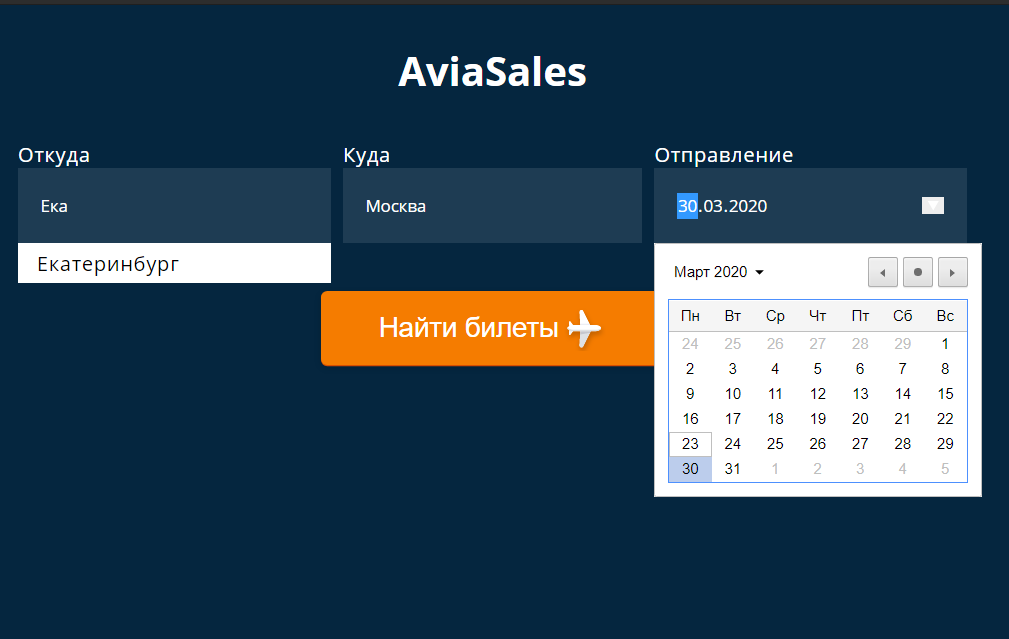 AviaSales
Откуда
Куда
Отправление
Ека
Москва
30.03.2020
Екатеринбург
Найти билеты
Март 2020
Пн Вт Ср Чт Пт Сб Вс
24 25 26 27 28 29 1
2 3 4 5 6 7 8
9 10 11 12 13 14 15
16 17 18 19 20 21 22
23 24 25 26 27 28 29
30 31 1 2 3 4 5